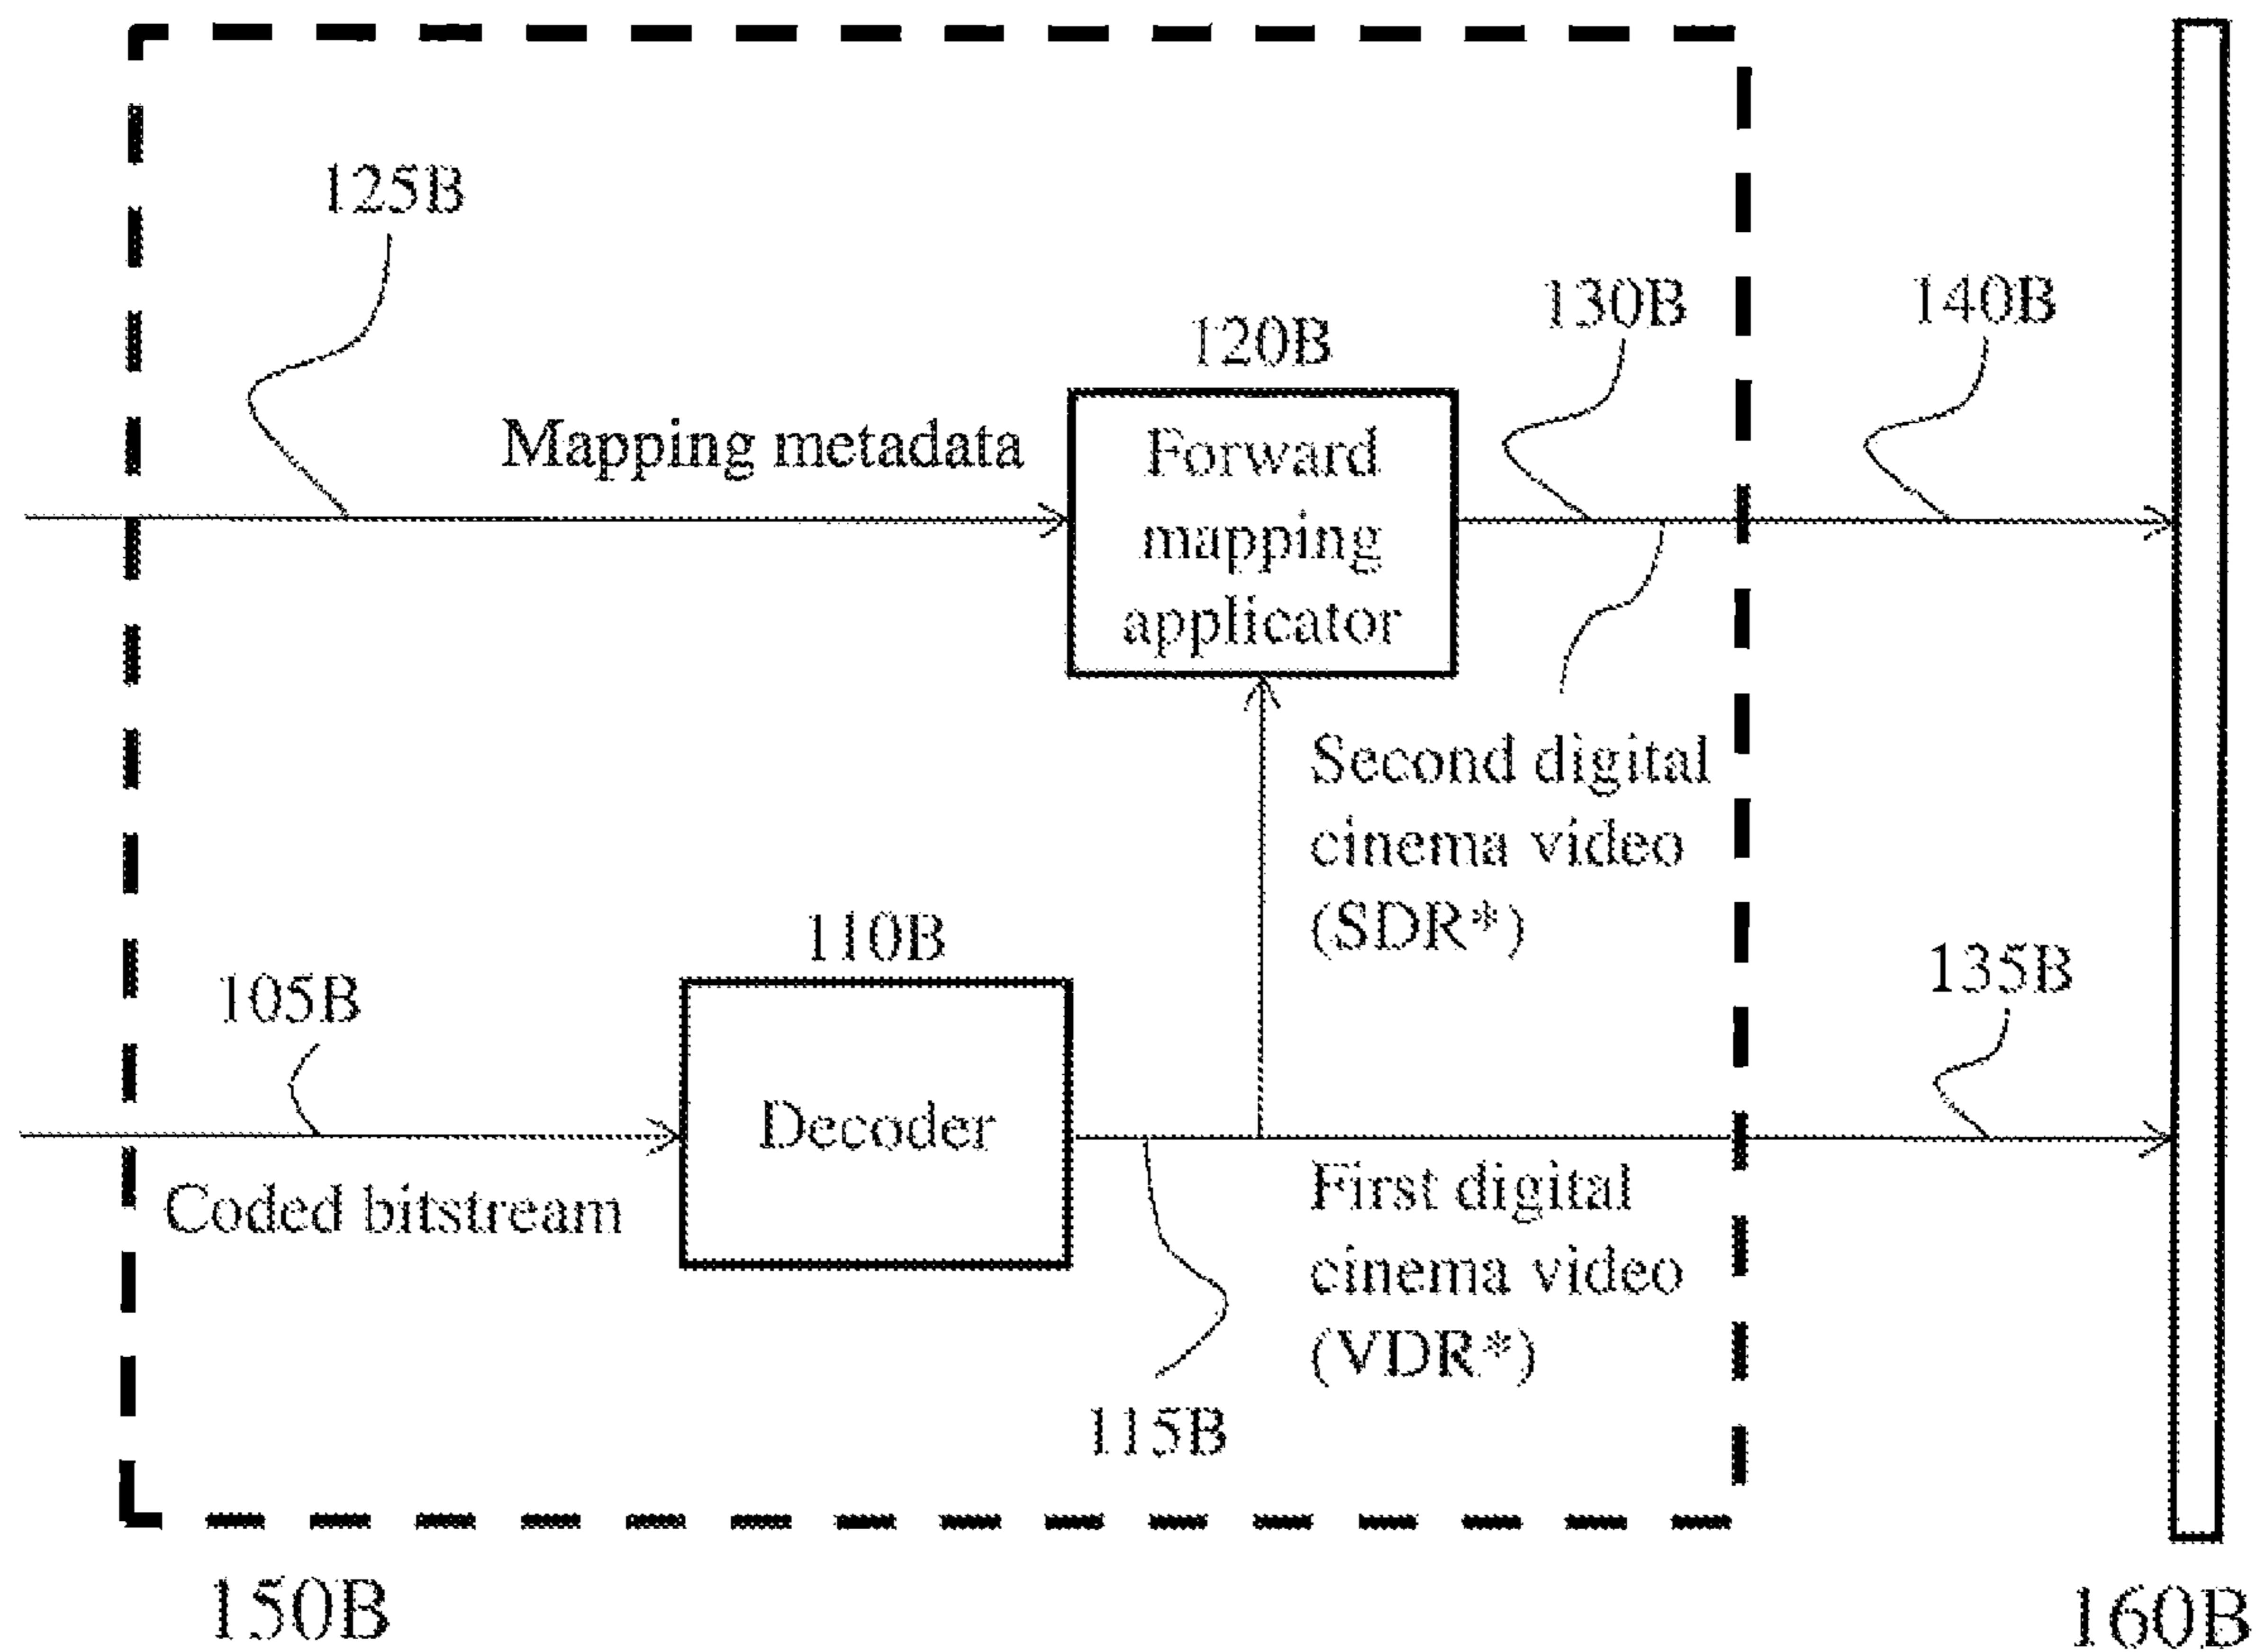 125B
130B
140B
120B
Mapping metadata
Forward
mapping
applicator
Second digital
cinema video
(SDR*)
110B
135B
105B
Decoder
Coded bitstream
First digital
cinema video
(VDR*)
115B
150B
160B